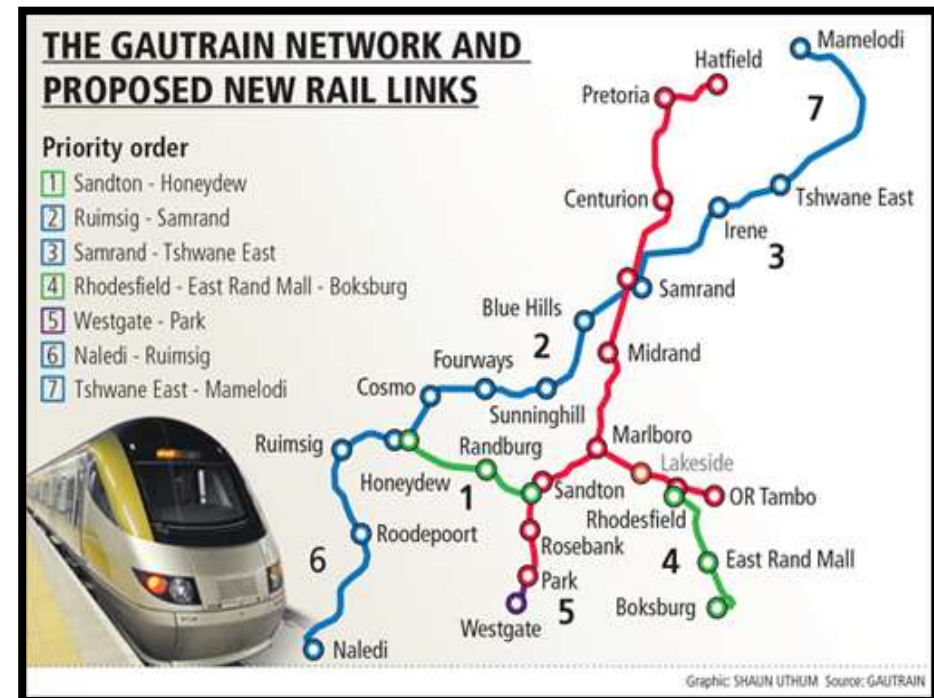 THE GAUTRAIN NETWORK AND
PROPOSED NEW RAIL LINKS
Priority order
1 Sandton - Honeydew
2 Ruimsig - Samrand
3 Samrand - Tshwane East
4 Rhodesfield - East Rand Mall - Boksburg
5 Westgate - Park
6 Naledi - Ruimsig
7 Tshwane East - Mamelodi
Mamelodi
Hatfield
Pretoria
7
Centurion
Tshwane East
Irene
3
Samrand
Blue Hills
2
Midrand
Fourways
Cosmo
Sunninghill
Marlboro
Ruimsig
Randburg
Lakeside
Honeydew
1
Sandton
OR Tambo
Rhodesfield
Roodepoort
Rosebank
4
East Rand Mall
6
Park
5
Boksburg
Westgate
Naledi
Graphic: SHAUN UTHUM Source: GAUTRAIN